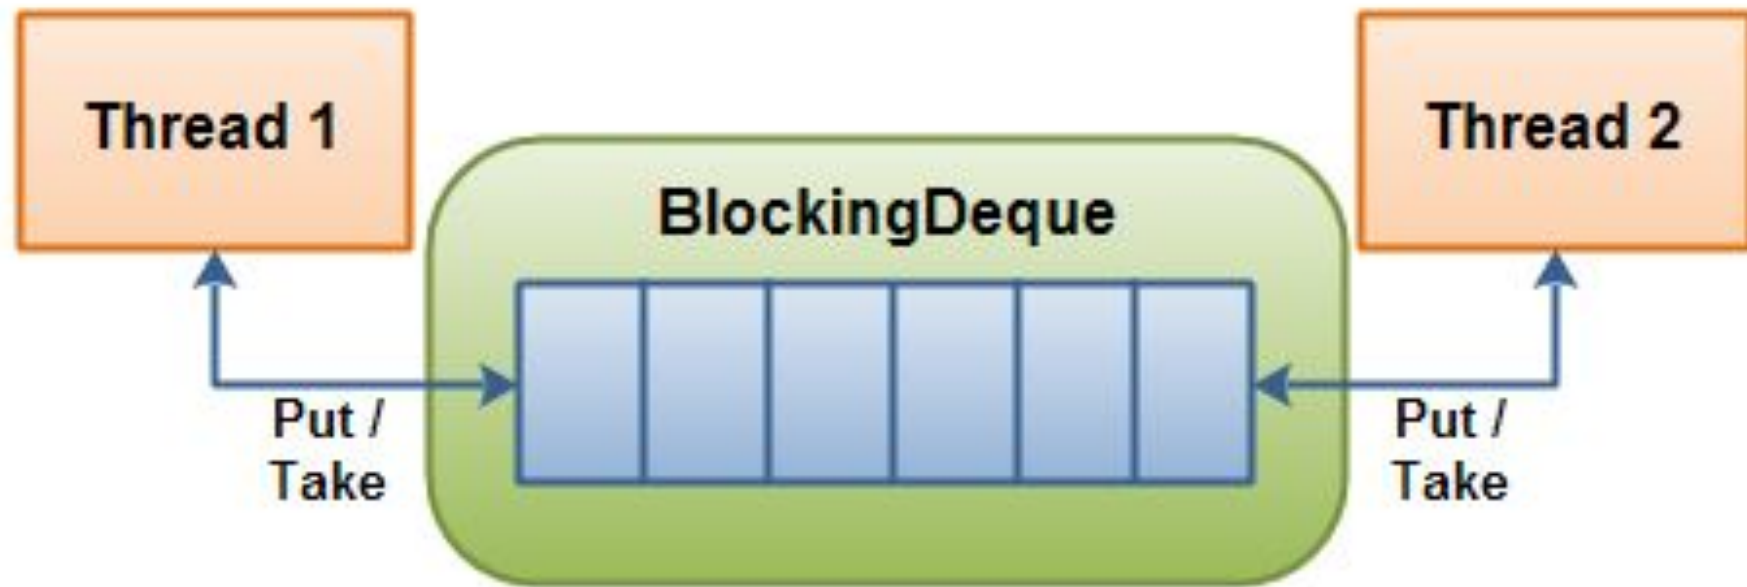 Thread 1
Thread 2
BlockingDeque
Put /
Take
Put /
Take